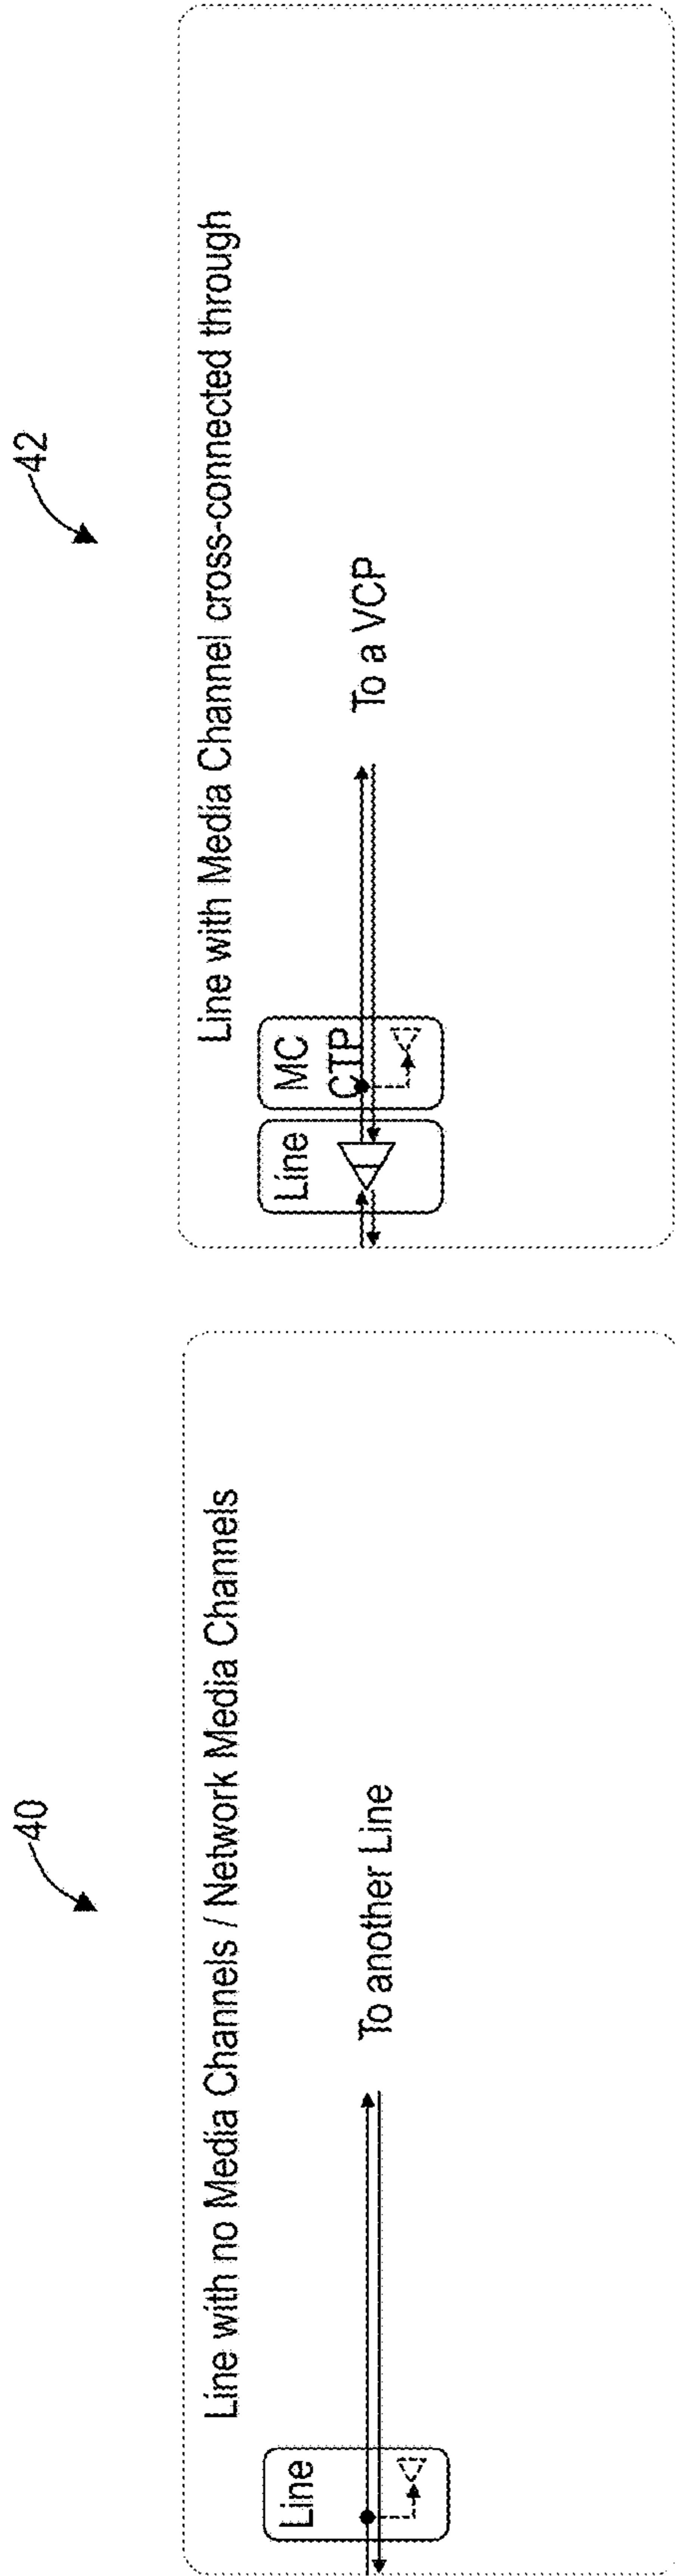 40
Line with no Media Channels / Network Media Channels
Line
To another Line
42
Line with Media Channel cross-connected through
Line
MC
CTP
To a VCP